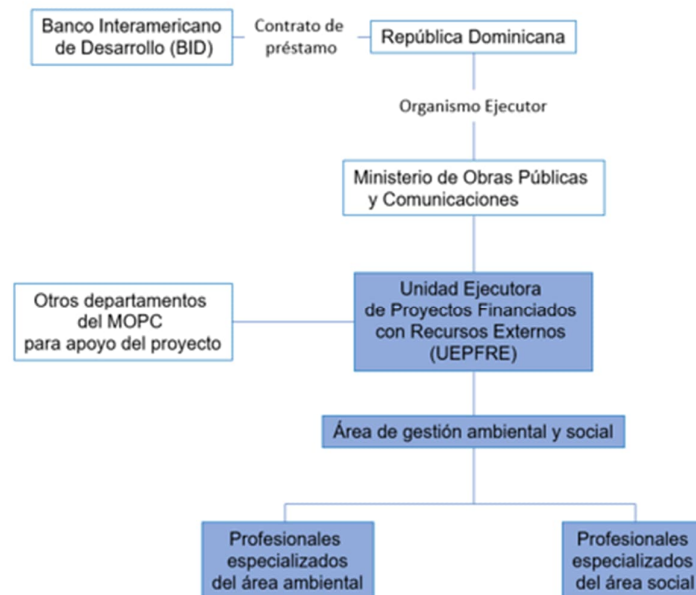 Banco Interamericano
de Desarrollo (BID)
Contrato de
préstamo
República Dominicana
Organismo Ejecutor
Ministerio de Obras Públicas
y Comunicaciones
Otros departamentos
del MOPC
para apoyo del proyecto
Unidad Ejecutora
de Proyectos Financiados
con Recursos Externos
(UEPFRE)
Área de gestión ambiental y social
Profesionales
especializados
del área ambiental
Profesionales
especializados
del área social